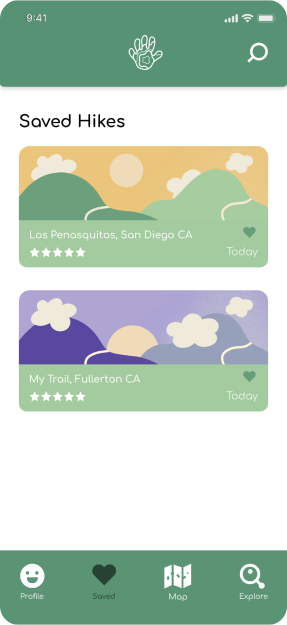 9:41
Saved Hikes
Los Penasquitos, San Diego CA
Today
My Trail, Fullerton CA
Today
Profile Saved Map Explore